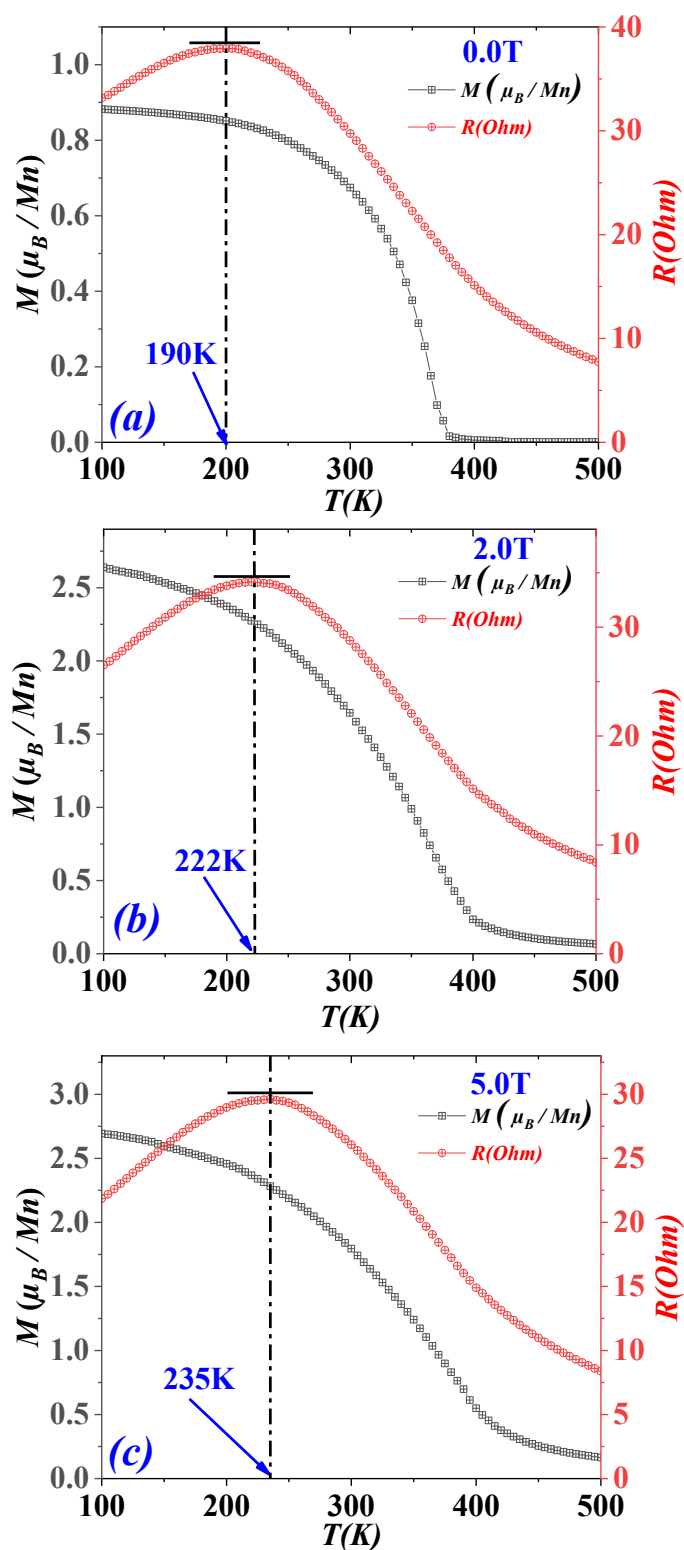 0.0T
M ( μB / Mn)
R(Ohm)
M (μB / Mn)
1.0
0.8
0.6
0.4
0.2
0.0
R(Ohm)
40
30
20
10
0
190K
(a)
100 200 300 400 500
T(K)
2.0T
M ( μB / Mn)
R(Ohm)
M (μB / Mn)
2.5
2.0
1.5
1.0
0.5
0.0
R(Ohm)
30
20
10
0
222K
(b)
100 200 300 400 500
T(K)
5.0T
M ( μB / Mn)
R(Ohm)
M (μB / Mn)
3.0
2.5
2.0
1.5
1.0
0.5
0.0
R(Ohm)
30
25
20
15
10
5
0
235K
(c)
100 200 300 400 500
T(K)